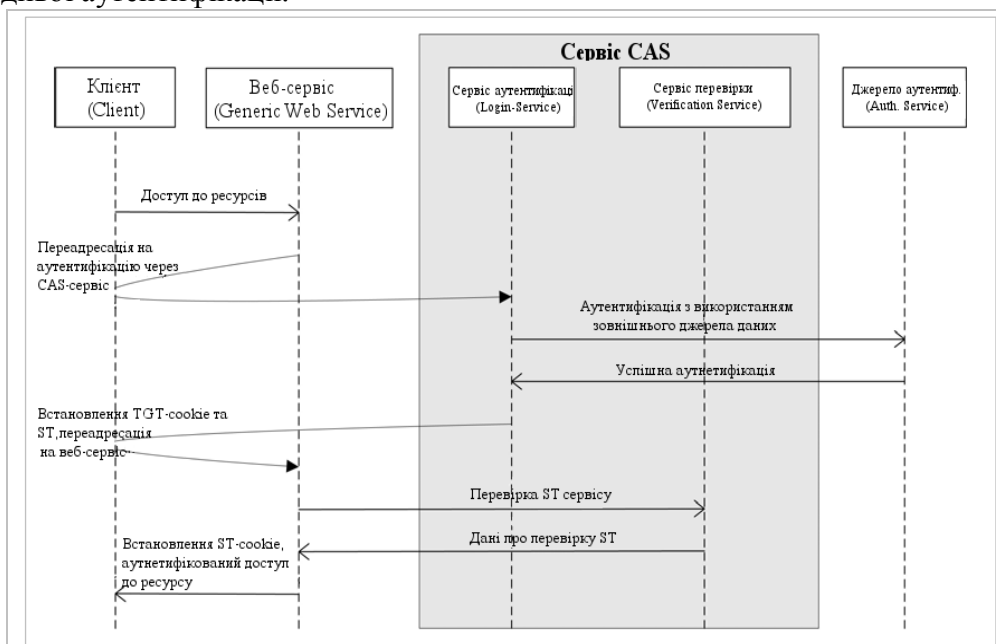 Сервіс CAS
Клієнт
(Client)
Веб-сервіс
(Generic Web Service)
Сервіс аутентифікаці
(Login-Service)
Сервіс перевірки
(Verification Service)
Джерело аутентиф.
(Auth. Service)
Доступ до ресурсів
Переадресація на
аутентифікацію через
CAS-сервіс
Аутентифікація з використанням
зовнішнього джерела даних
Успішна аутнетифікація
Встановлення TGT-cookie та
ST,переадресація
на веб-сервіс
Перевірка ST сервісу
Дані про перевірку ST
Встановлення ST-cookie,
аутнетифікований доступ
до ресурсу